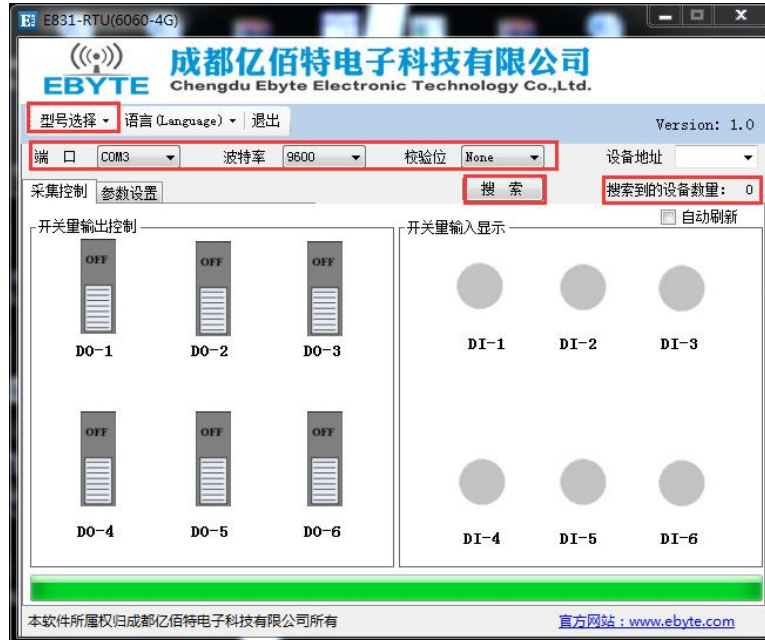 E831-RTU(6060-4G)
EBYTE
成都亿佰特电子科技有限公司
Chengdu Ebyte Electronic Technology Co.,Ltd.
型号选择 语言(Language) 退出
Version: 1.0
端 口 COM3 波特率 9600 校验位 None 设备地址
采集控制 参数设置 搜 索 搜索到的设备数量: 0
自动刷新
开关量输出控制
OFF OFF OFF
DO-1 DO-2 DO-3
OFF OFF OFF
DO-4 DO-5 DO-6
开关量输入显示
DI-1 DI-2 DI-3
DI-4 DI-5 DI-6
本软件所属权归成都亿佰特电子科技有限公司所有 官方网站：www.ebyte.com